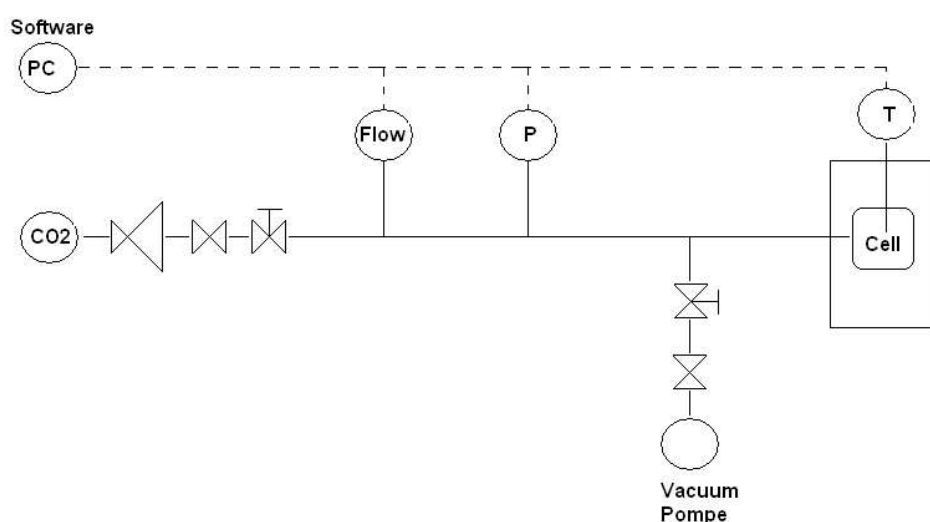 Software
PC
T
Flow
P
CO2
Cell
Vacuum
Pompe